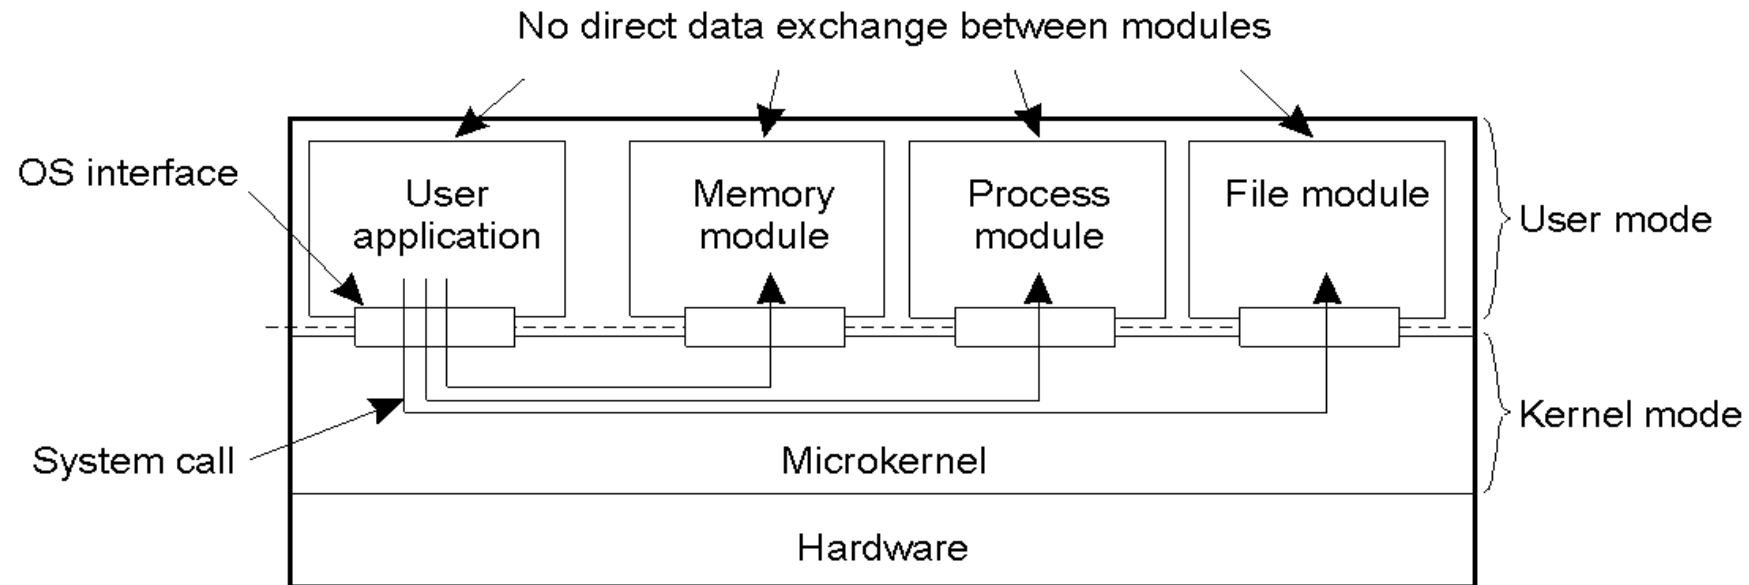 No direct data exchange between modules
OS interface
User
application
Memory
module
Process
module
File module
User mode
System call
Microkernel
Kernel mode
Hardware